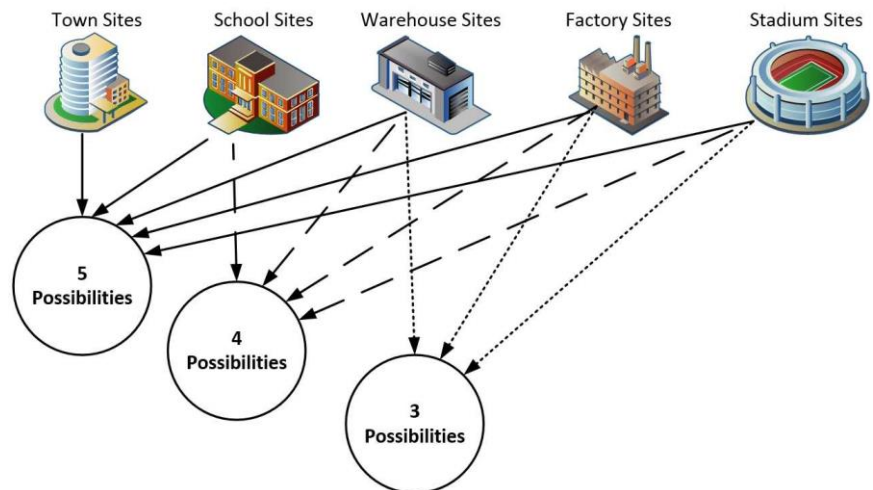 Town Sites
School Sites
Warehouse Sites
Factory Sites
Stadium Sites
5
Possibilities
4
Possibilities
3
Possibilities